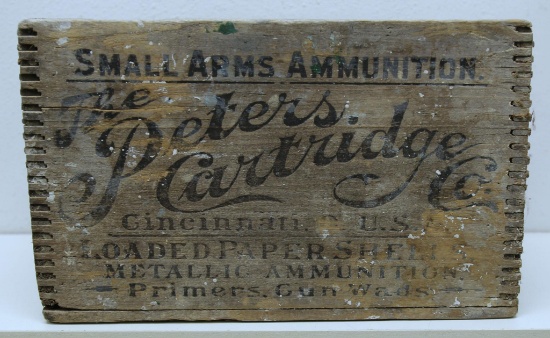 SMALL ARMS AMMUNITION.
The
Peters
Cartridge
Co.
Cincinnati, O. U.S.A.
LOADED PAPER SHELLS
METALLIC AMMUNITION
Primers, Gun Wads.